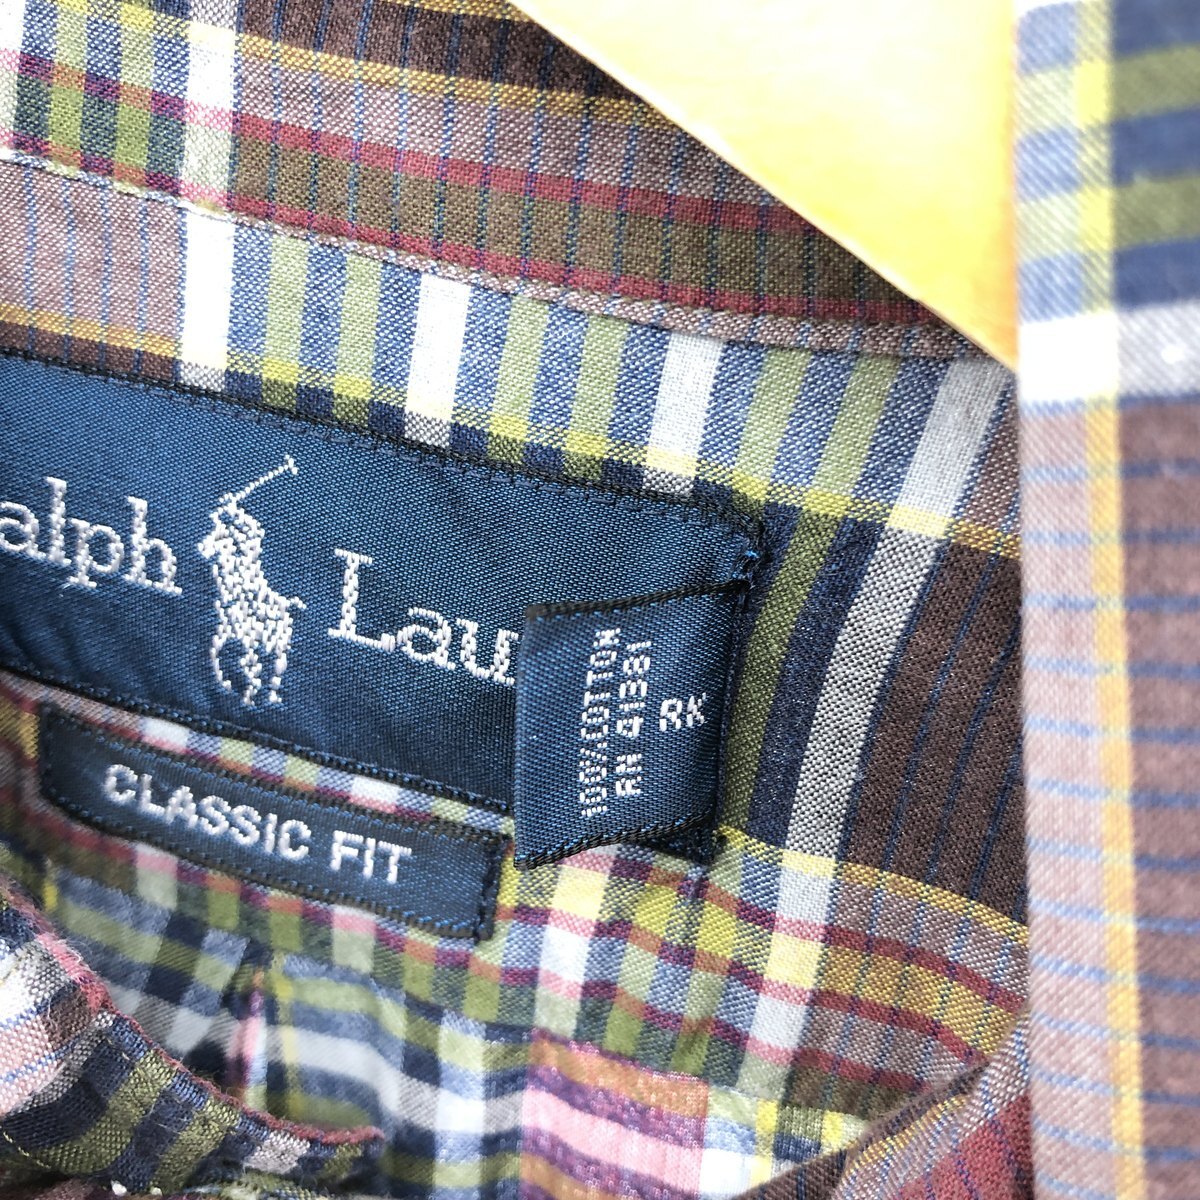 alph Lau
CLASSIC FIT
100%COTTON
RN 41381
RK